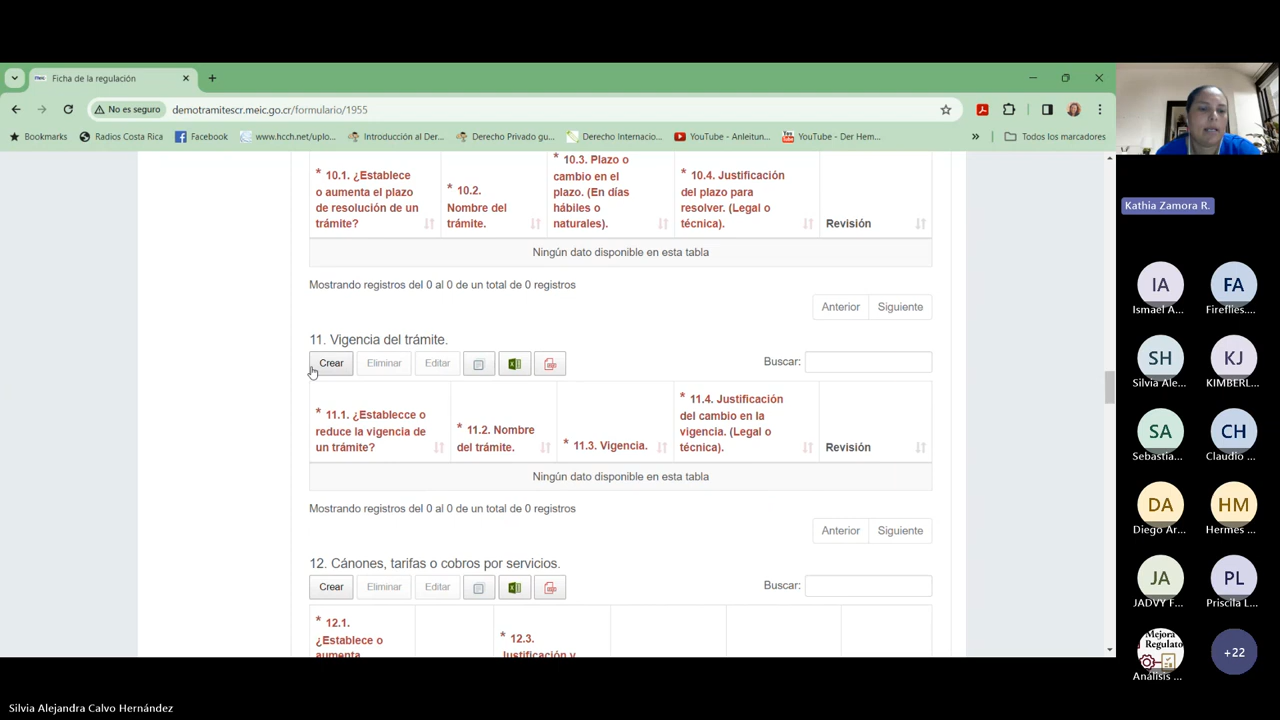 Ficha de la regulación
No es seguro
demotramitescr.meic.go.cr/formulario/1955
Bookmarks
Radios Costa Rica
Facebook
www.hcch.net/uplo...
Introducción al Der...
Derecho Privado gu...
Derecho Internacio...
YouTube - Anleitun...
YouTube - Der Hem...
»
Todos los marcadores
* 10.1. ¿Establece
o aumenta el plazo
de resolución de un
trámite?
* 10.2.
Nombre del
trámite.
* 10.3. Plazo o
cambio en el
plazo. (En días
hábiles o
naturales).
* 10.4. Justificación
del plazo para
resolver. (Legal o
técnica).
Revisión
Ningún dato disponible en esta tabla
Mostrando registros del 0 al 0 de un total de 0 registros
Anterior
Siguiente
11. Vigencia del trámite.
Crear
Eliminar
Editar
Buscar:
* 11.1. ¿Establecce o
reduce la vigencia de
un trámite?
* 11.2. Nombre
del trámite.
* 11.3. Vigencia.
* 11.4. Justificación
del cambio en la
vigencia. (Legal o
técnica).
Revisión
Ningún dato disponible en esta tabla
Mostrando registros del 0 al 0 de un total de 0 registros
Anterior
Siguiente
12. Cánones, tarifas o cobros por servicios.
Crear
Eliminar
Editar
Buscar:
* 12.1.
¿Establece o
aumenta
* 12.3.
Justificación y
Kathia Zamora R.
IA
Ismael A...
FA
Fireflies....
SH
Silvia Ale...
KJ
KIMBERL...
SA
Sebastia...
CH
Claudio ...
DA
Diego Ar...
HM
Hermes ...
JA
JADVY F...
PL
Priscila L...
Mejora
Regulato
Análisis ...
+22
Silvia Alejandra Calvo Hernández